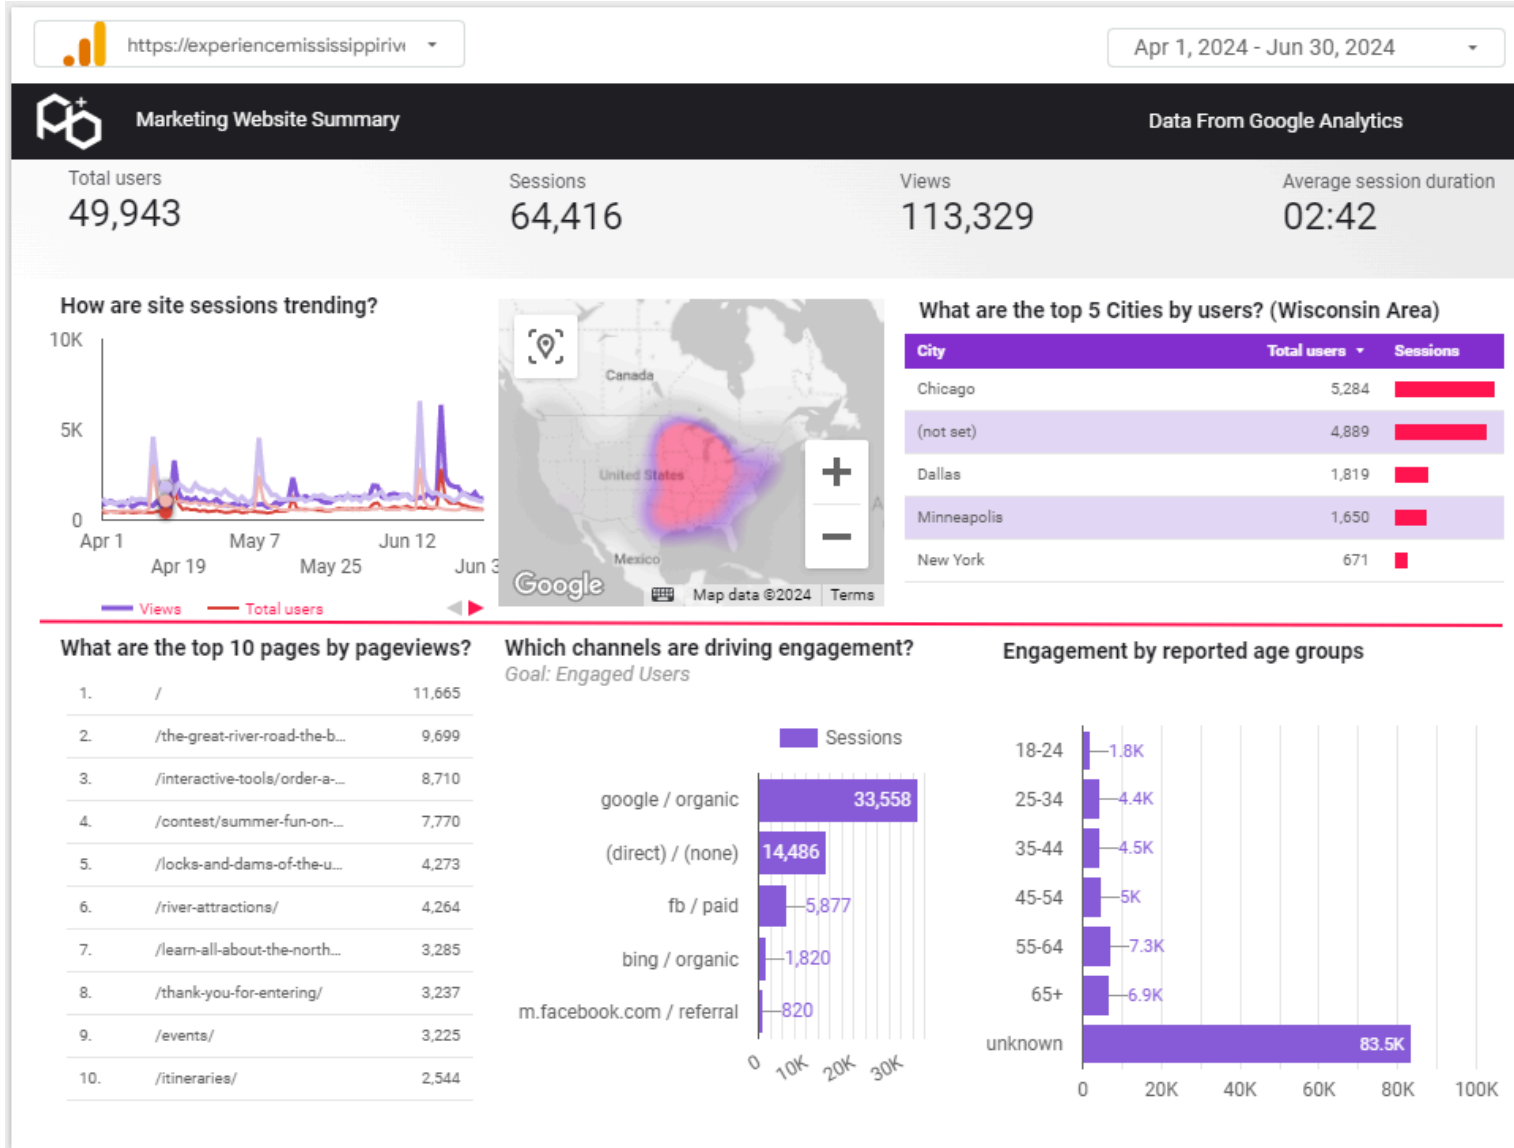 https://experiencemississippiriv
Apr 1, 2024 - Jun 30, 2024
Marketing Website Summary
Data From Google Analytics
Total users
49,943
Sessions
64,416
Views
113,329
Average session duration
02:42
How are site sessions trending?
10K
5K
0
Apr 1
May 7
Jun 12
Apr 19
May 25
Jun 3
Views
Total users
Canada
United States
Mexico
A
Google
Map data ©2024
Terms
What are the top 5 Cities by users? (Wisconsin Area)
City Total users Sessions
Chicago 5,284
(not set) 4,889
Dallas 1,819
Minneapolis 1,650
New York 671
What are the top 10 pages by pageviews?
1. / 11,665
2. /the-great-river-road-the-b... 9,699
3. /interactive-tools/order-a-... 8,710
4. /contest/summer-fun-on-... 7,770
5. /locks-and-dams-of-the-u... 4,273
6. /river-attractions/ 4,264
7. /learn-all-about-the-north... 3,285
8. /thank-you-for-entering/ 3,237
9. /events/ 3,225
10. /itineraries/ 2,544
Which channels are driving engagement?
Goal: Engaged Users
Sessions
google / organic 33,558
(direct) / (none) 14,486
fb / paid 5,877
bing / organic 1,820
m.facebook.com / referral 820
0 10K 20K 30K
Engagement by reported age groups
18-24 1.8K
25-34 4.4K
35-44 4.5K
45-54 5K
55-64 7.3K
65+ 6.9K
unknown 83.5K
0 20K 40K 60K 80K 100K